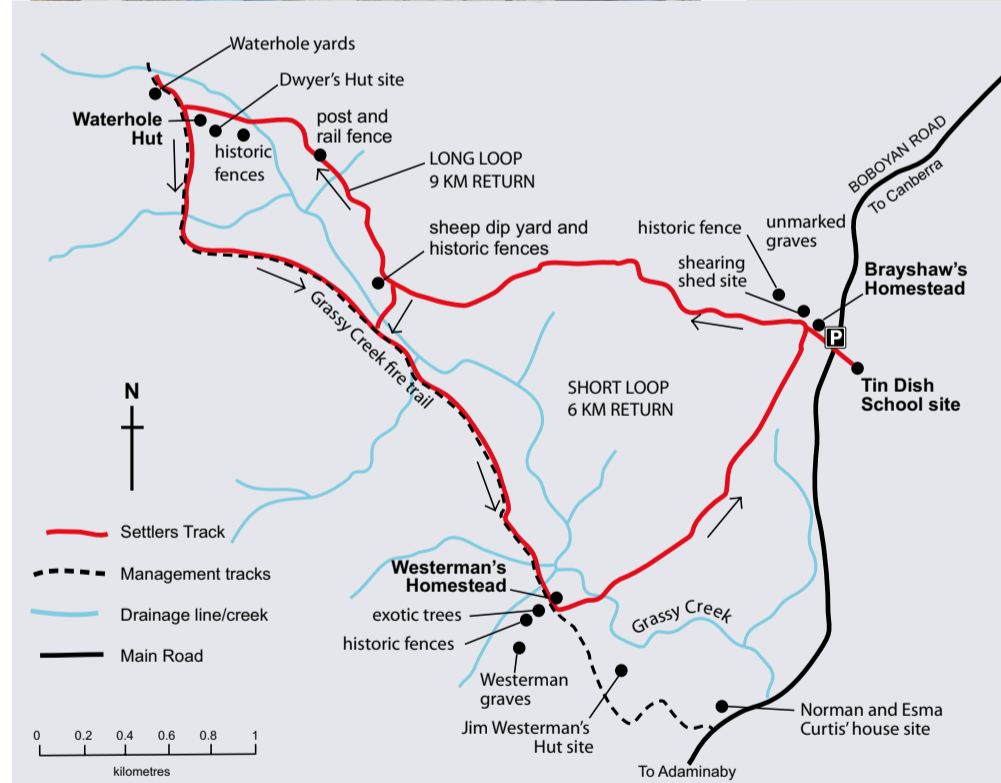 Waterhole yards
Dwyer's Hut site
Waterhole
Hut
historic
fences
post and
rail fence
LONG LOOP
9 KM RETURN
BOBOYAN ROAD
To Canberra
sheep dip yard and
historic fences
historic fence
unmarked
graves
shearing
shed site
Brayshaw's
Homestead
P
Tin Dish
School site
Grassy Creek fire trail
SHORT LOOP
6 KM RETURN
N
Settlers Track
Management tracks
Drainage line/creek
Main Road
Westerman's
Homestead
exotic trees
historic fences
Westerman
graves
Jim Westerman's
Hut site
Grassy Creek
Norman and Esma
Curtis' house site
To Adaminaby
0 0.2 0.4 0.6 0.8 1
kilometres